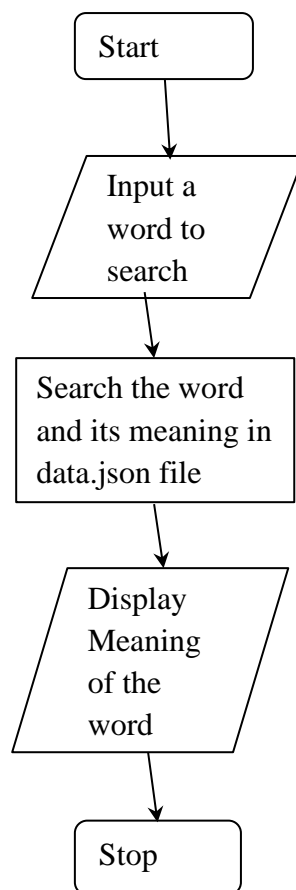 Start
Input a
word to
search
Search the word
and its meaning in
data.json file
Display
Meaning
of the
word
Stop